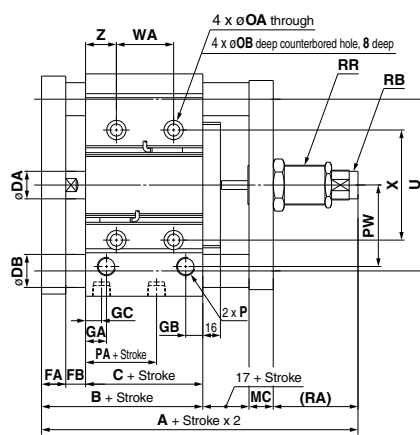 Z
WA
4 x øOA through
4 x øOB deep counterbored hole, 8 deep
RR
RB
øDA
X
U
PW
øDB
GC
GB
2 x P
GA
16
PA + Stroke
FA
FB
C + Stroke
17 + Stroke
MC
(RA)
B + Stroke
A + Stroke x 2